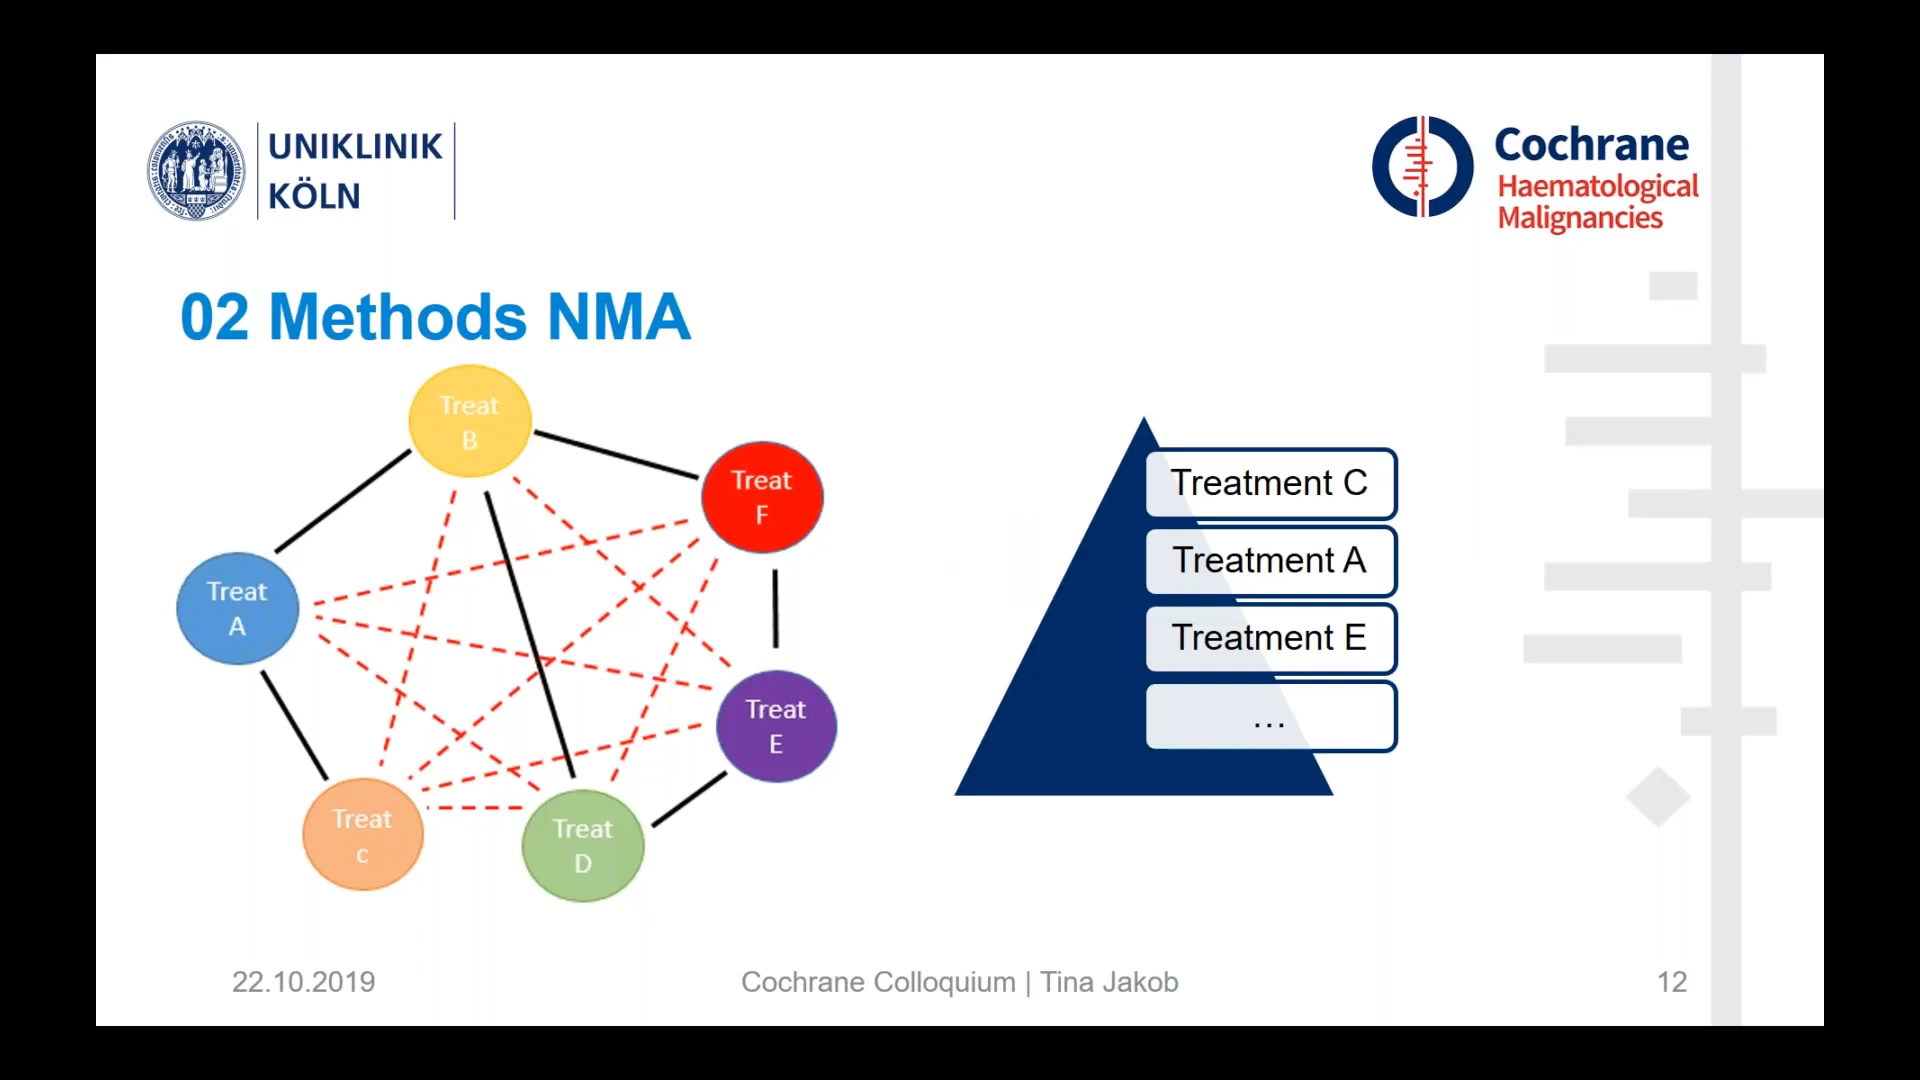 UNIKLINIK
KÖLN
Cochrane
Haematological
Malignancies
02 Methods NMA
Treat
B
Treat
F
Treat
A
Treat
E
Treat
c
Treat
D
Treatment C
Treatment A
Treatment E
...
22.10.2019
Cochrane Colloquium | Tina Jakob
12